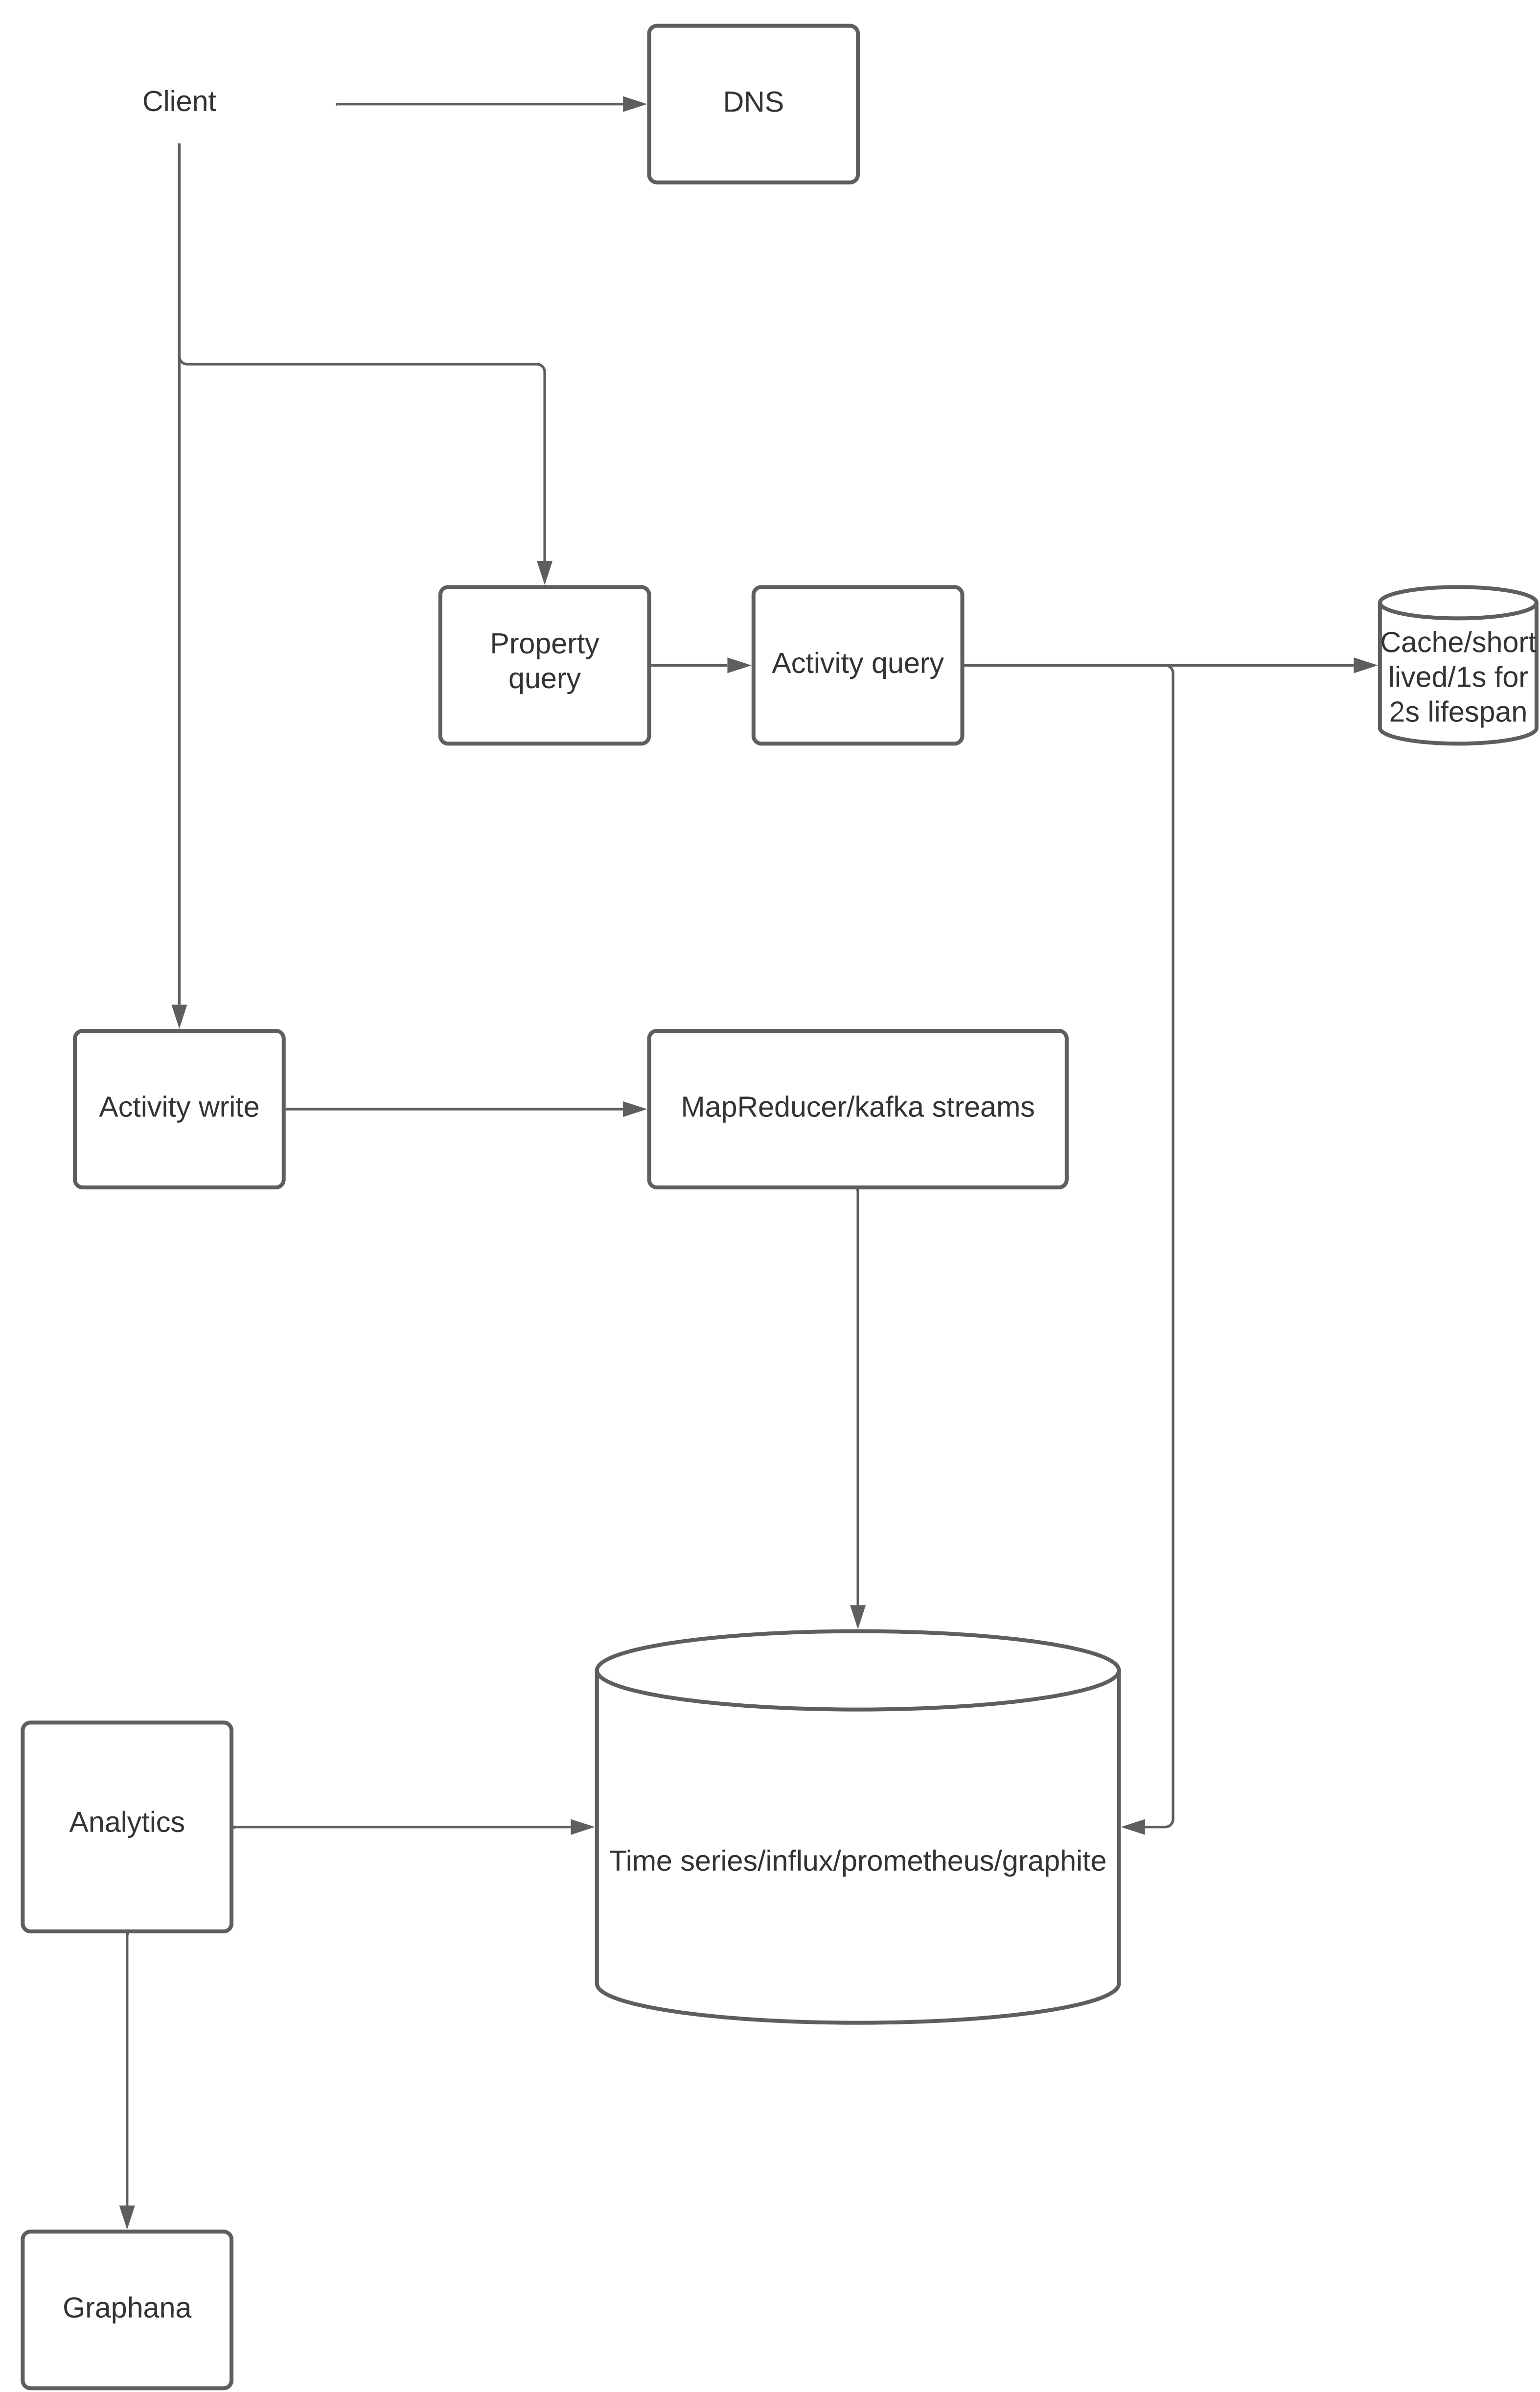 Client
DNS
Property
query
Activity query
Cache/short
lived/1s for
2s lifespan
Activity write
MapReducer/kafka streams
Analytics
Time series/influx/prometheus/graphite
Graphana